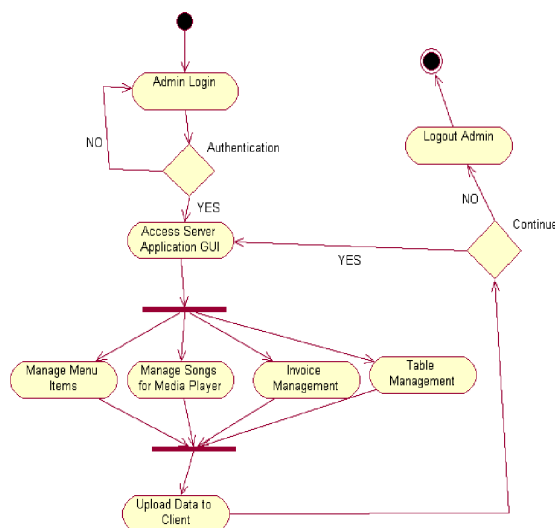 Admin Login
NO
Authentication
YES
Access Server
Application GUI
Logout Admin
NO
Continue
YES
Manage Menu
Items
Manage Songs
for Media Player
Invoice
Management
Table
Management
Upload Data to
Client